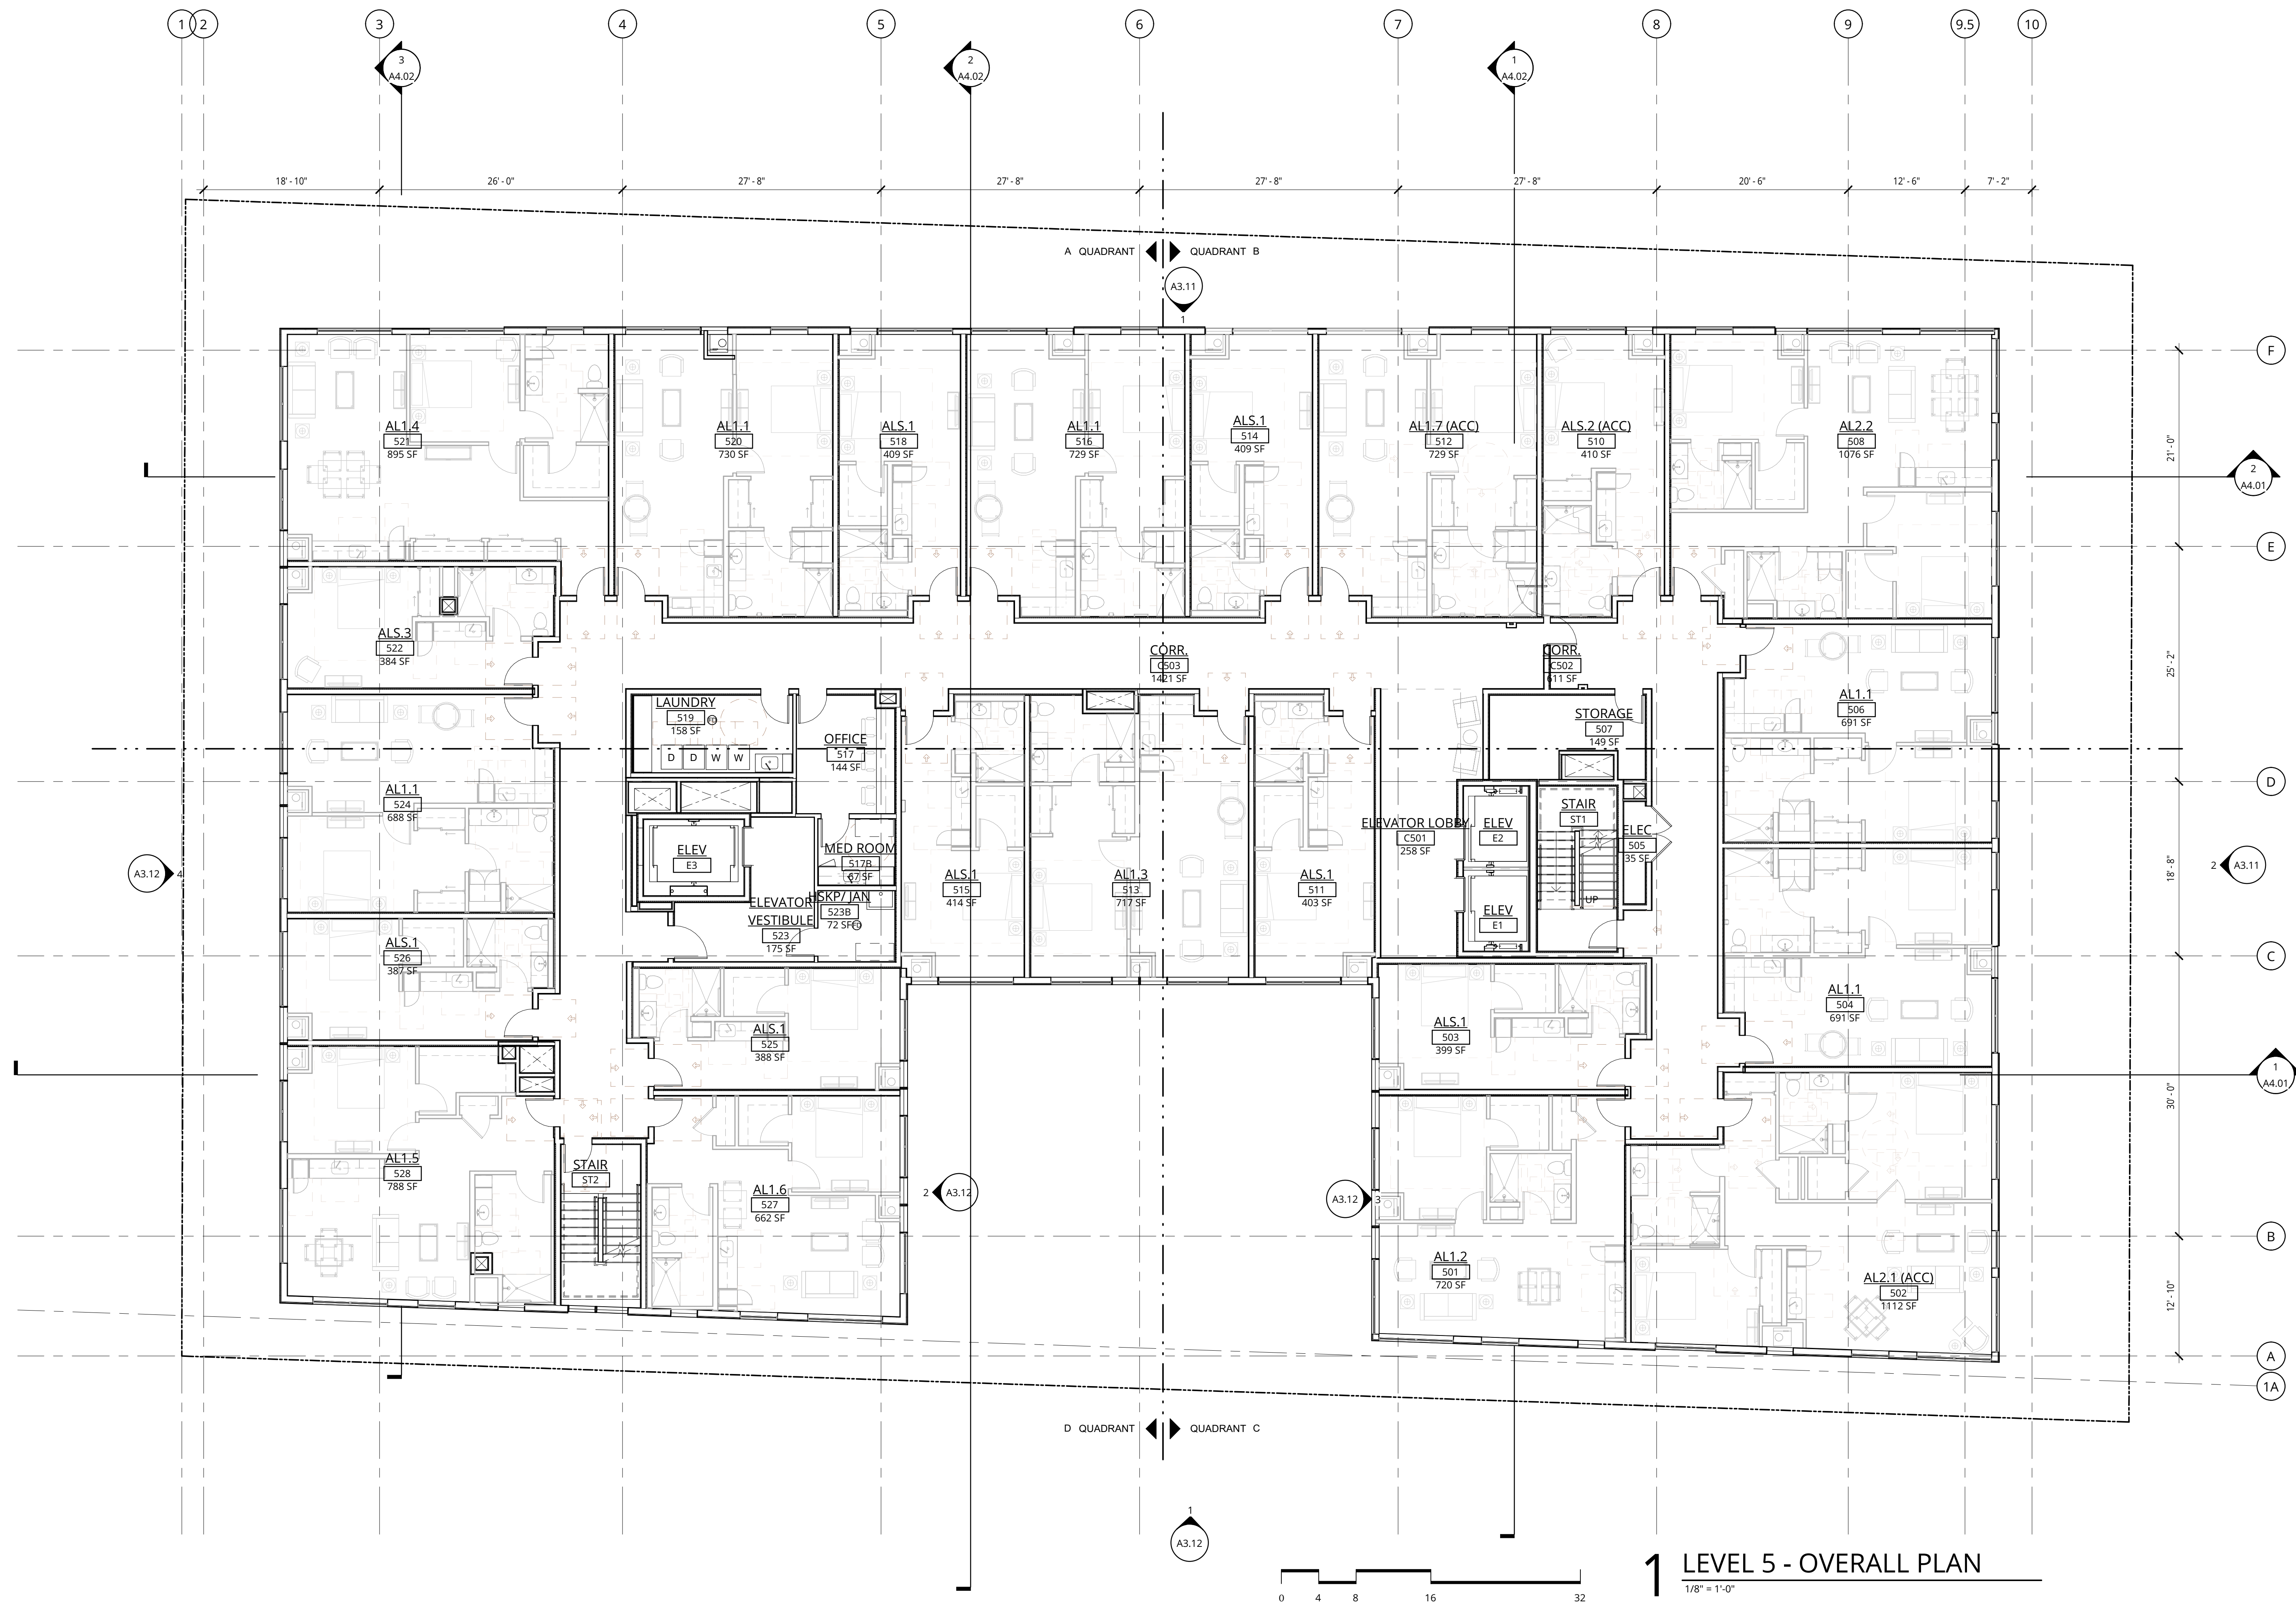 1 2 3 4 5 6 7 8 9 9.5 10
3
A4.02
2
A4.02
1
A4.02
18' - 10" 26' - 0" 27' - 8" 27' - 8" 27' - 8" 27' - 8" 20' - 6" 12' - 6" 7' - 2"
A QUADRANT QUADRANT B
A3.11
1
F
E
D
C
B
A
1A
21' - 0"
25' - 2"
18' - 8"
30' - 0"
12' - 10"
2
A4.01
2 A3.11
1
A4.01
AL1.4
521
895 SF
AL1.1
520
730 SF
ALS.1
518
409 SF
AL1.1
516
729 SF
ALS.1
514
409 SF
AL1.7 (ACC)
512
729 SF
ALS.2 (ACC)
510
410 SF
AL2.2
508
1076 SF
ALS.3
522
384 SF
CORR.
C503
1421 SF
CORR.
C502
611 SF
AL1.1
506
691 SF
LAUNDRY
519
FD
158 SF
D D W W
OFFICE
517
144 SF
STORAGE
507
149 SF
AL1.1
524
688 SF
ELEV
E3
MED ROOM
517B
67 SF
HSKP/ JAN
523B
72 SF
FD
ELEVATOR
VESTIBULE
523
175 SF
ALS.1
515
414 SF
AL1.3
513
717 SF
ALS.1
511
403 SF
ELEVATOR LOBBY
C501
258 SF
ELEV
E2
ELEV
E1
STAIR
ST1
UP
ELEC
505
35 SF
A3.12 4
ALS.1
526
387 SF
AL1.1
504
691 SF
ALS.1
525
388 SF
ALS.1
503
399 SF
AL1.5
528
788 SF
STAIR
ST2
AL1.6
527
662 SF
2 A3.12
A3.12 3
AL1.2
501
720 SF
AL2.1 (ACC)
502
1112 SF
D QUADRANT QUADRANT C
1
A3.12
0 4 8 16 32
1 LEVEL 5 - OVERALL PLAN
1/8" = 1'-0"